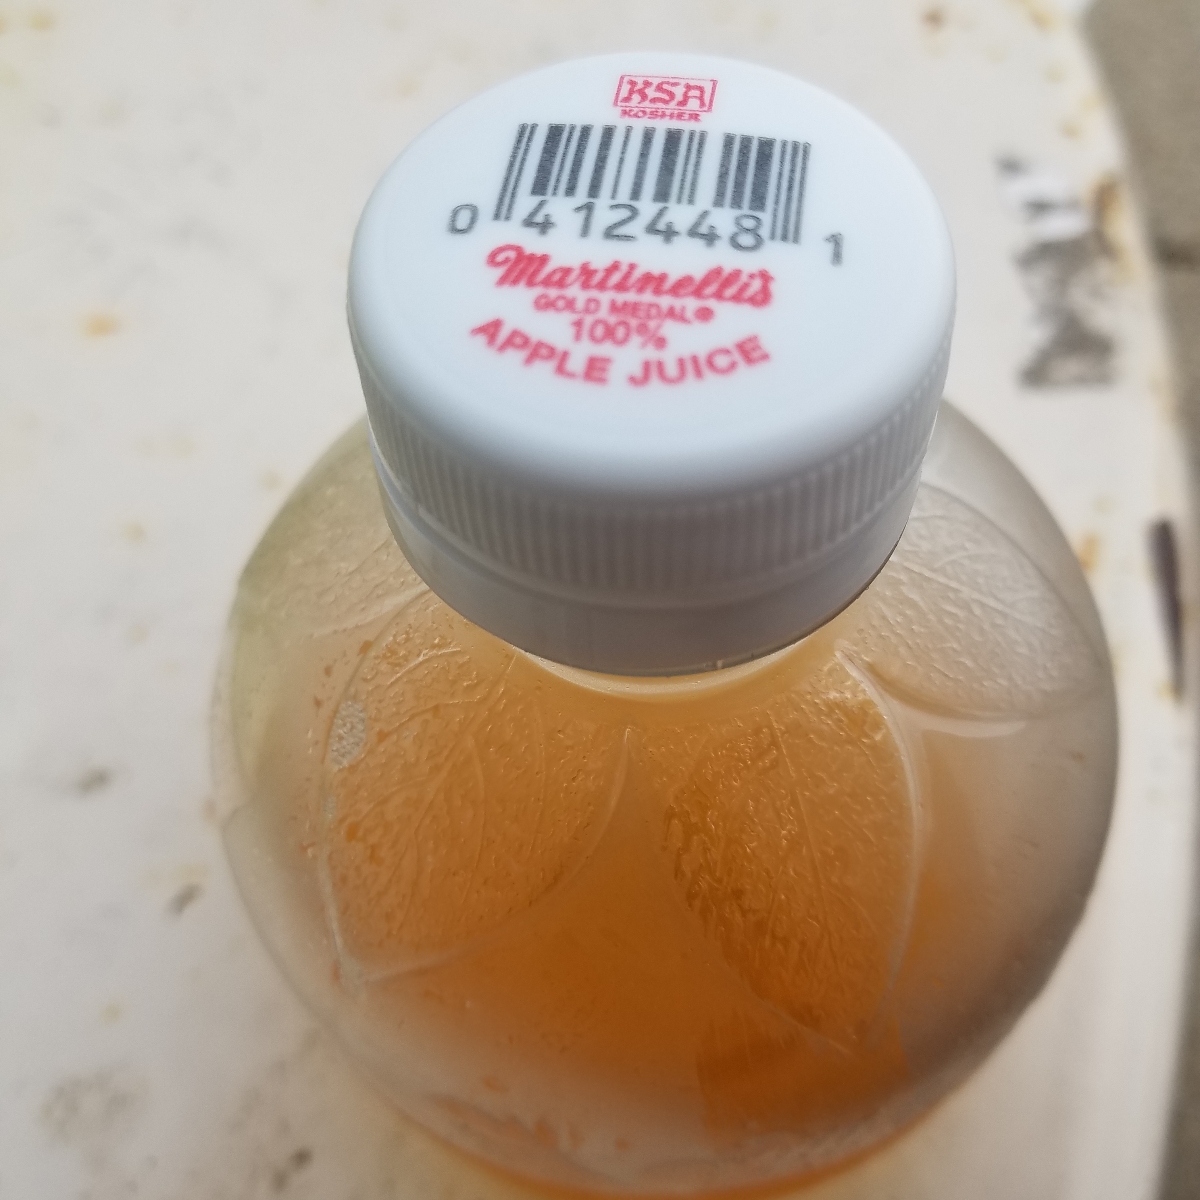 KSA
KOSHER
0 412448 1
Martinelli's
GOLD MEDAL®
100%
APPLE JUICE